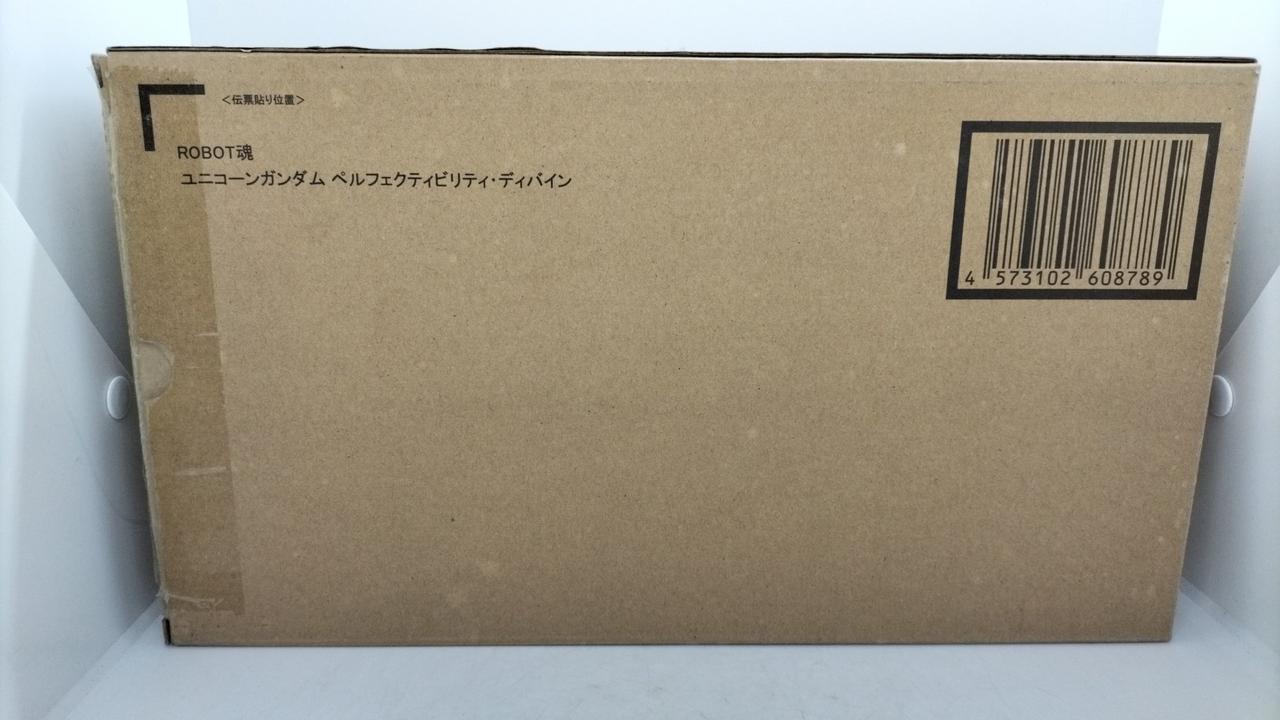 ＜伝票貼り位置＞
ROBOT魂
ユニコーンガンダム ペルフェクティビリティ・ディバイン
4 573102 608789